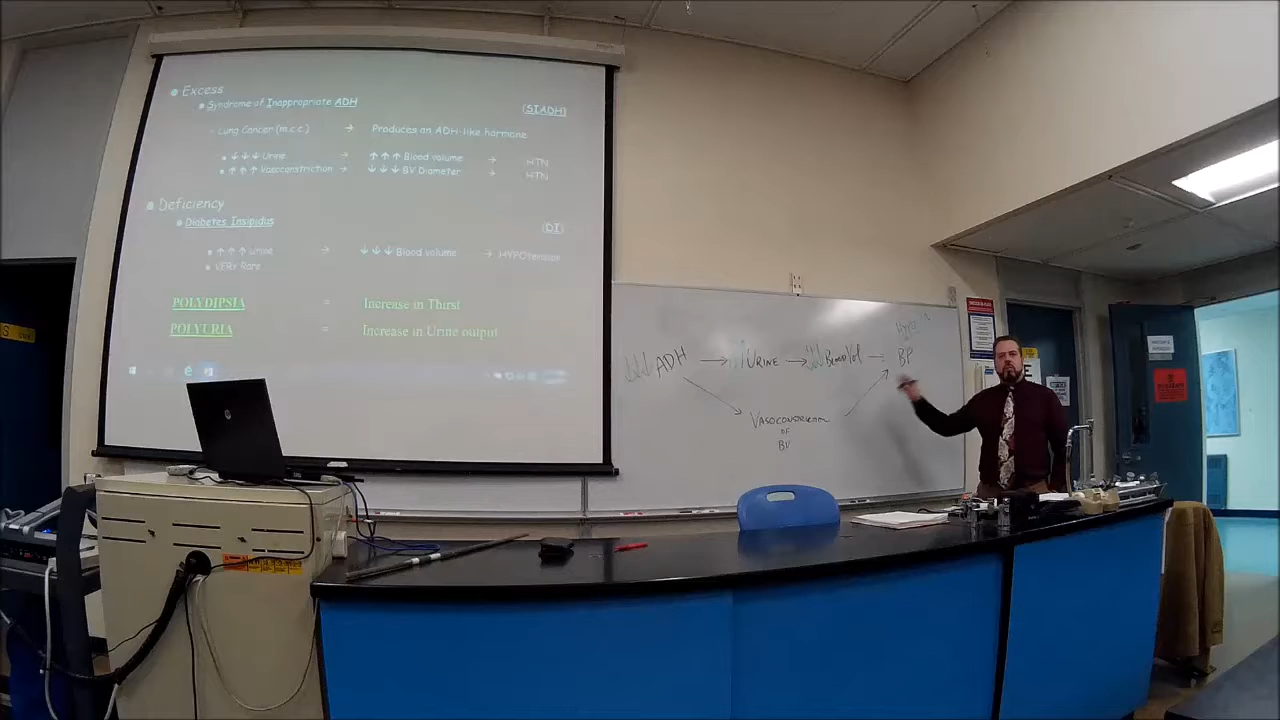 Excess
Syndrome of Inappropriate ADH (SIADH)
Lung Cancer (m.c.c.) → Produces an ADH-like hormone
↓ ↓ ↓ Urine → ↑ ↑ ↑ Blood volume → HTN
↑ ↑ ↑ Vasoconstriction → ↓ ↓ ↓ BV Diameter → HTN
Deficiency
Diabetes Insipidus (DI)
↑ ↑ ↑ Urine → ↓ ↓ ↓ Blood volume → HYPOtension
VERY Rare
POLYDIPSIA = Increase in Thirst
POLYURIA = Increase in Urine output
↓↓↓ ADH → URINE → ↓↓↓ BLOOD VOL → BP
VASOCONSTRICTION
OF
BV